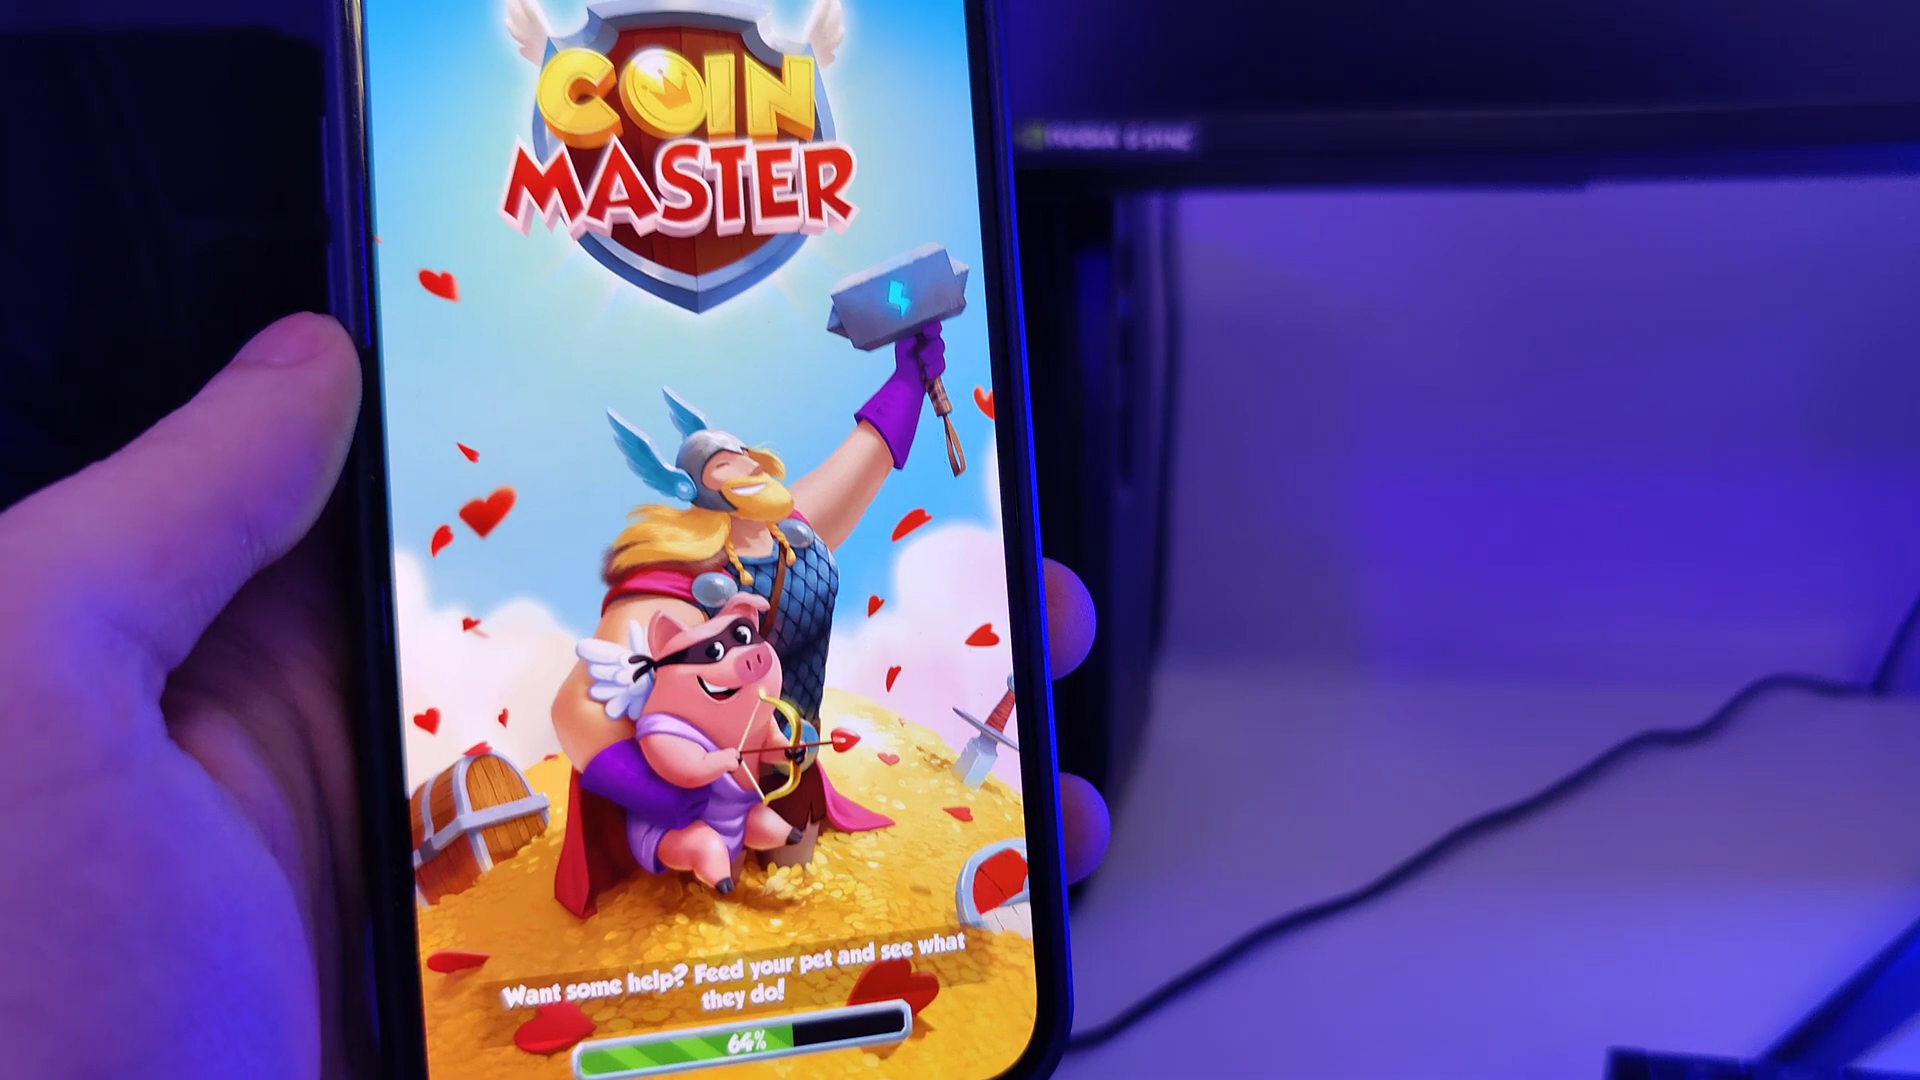 COIN
MASTER
Want some help? Feed your pet and see what
they do!
64%